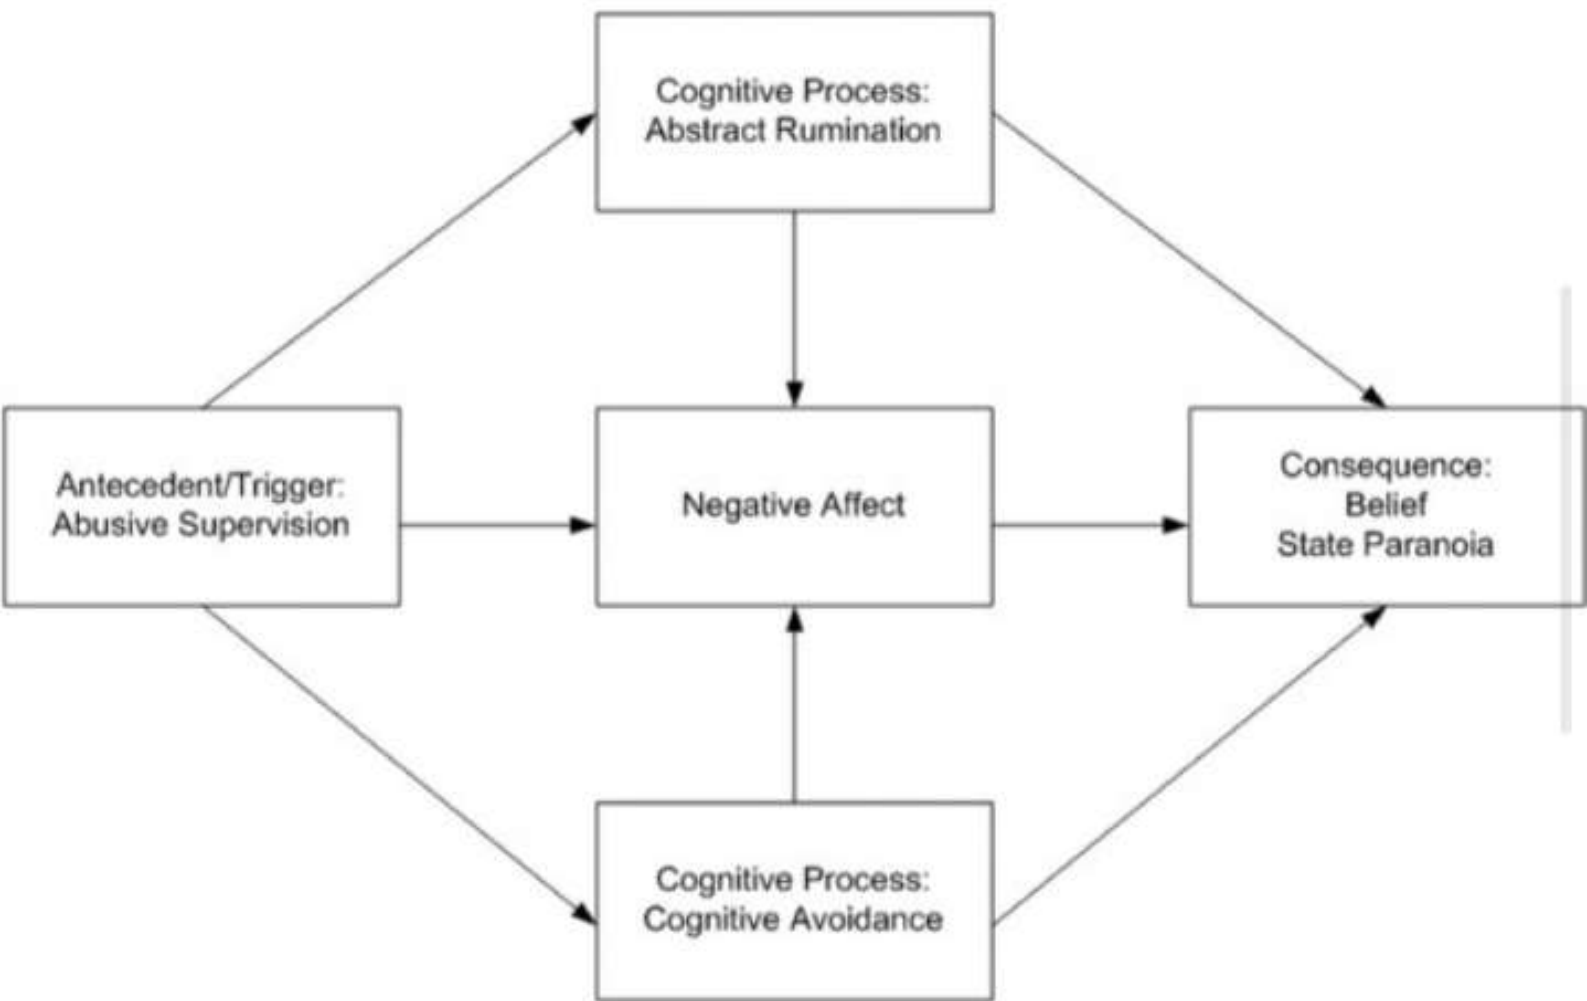 Cognitive Process:
Abstract Rumination
Antecedent/Trigger:
Abusive Supervision
Negative Affect
Consequence:
Belief
State Paranoia
Cognitive Process:
Cognitive Avoidance